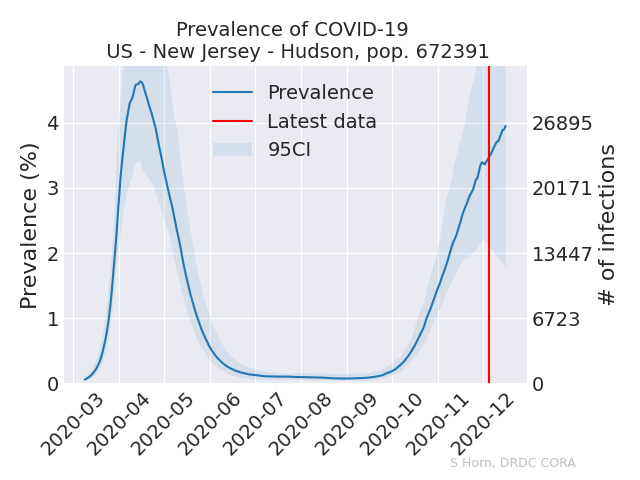 Prevalence of COVID-19
US - New Jersey - Hudson, pop. 672391
Prevalence
Latest data
95CI
Prevalence (%)
4
3
2
1
0
26895
20171
13447
6723
0
# of infections
2020-03
2020-04
2020-05
2020-06
2020-07
2020-08
2020-09
2020-10
2020-11
2020-12
S Horn, DRDC CORA